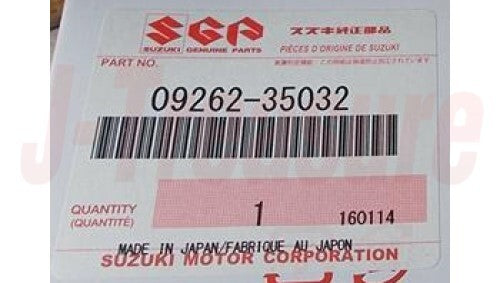 SGP
スズキ純正部品
SUZUKI GENUINE PARTS
PIÈCES D'ORIGINE DE SUZUKI
PART NO.
09262-35032
J-Treasure
QUANTITY
(QUANTITÉ)
1
160114
MADE IN JAPAN/FABRIQUE AU JAPON
SUZUKI MOTOR CORPORATION